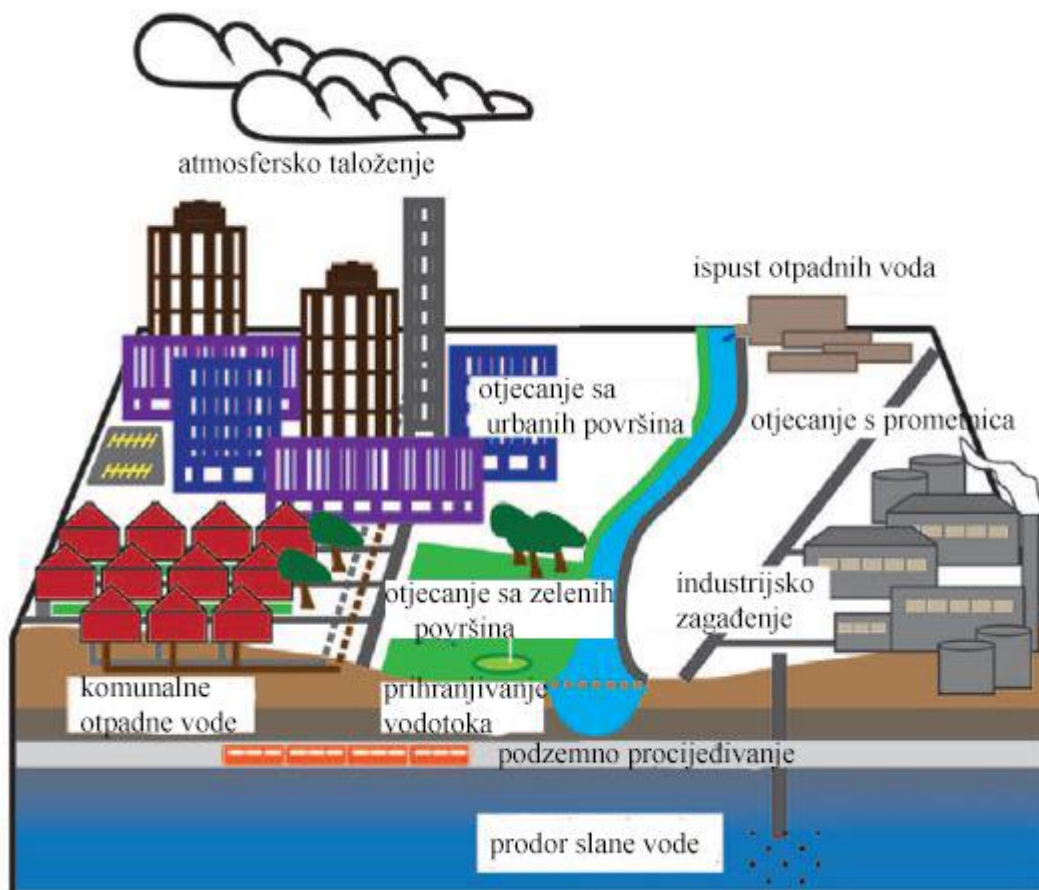 atmosfersko taloženje
ispust otpadnih voda
otjecanje sa
urbanih površina
otjecanje s prometnica
industrijsko
zagađenje
otjecanje sa zelenih
površina
komunalne
otpadne vode
prihranjivanje
vodotoka
podzemno procijeđivanje
prodor slane vode